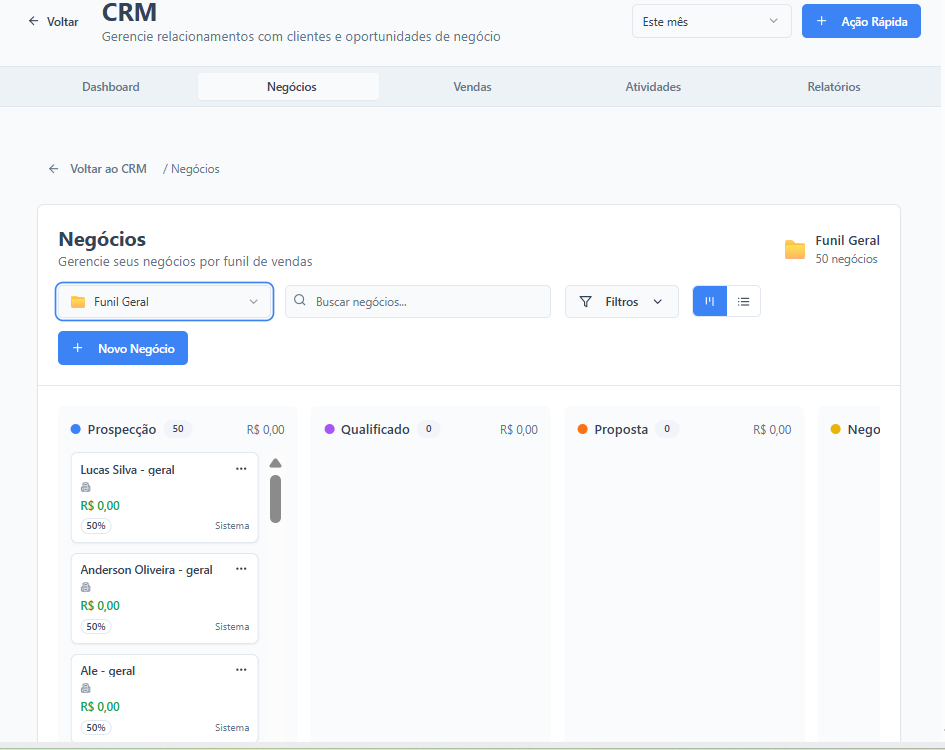 Voltar
CRM
Gerencie relacionamentos com clientes e oportunidades de negócio
Este mês
+ Ação Rápida
Dashboard
Negócios
Vendas
Atividades
Relatórios
Voltar ao CRM / Negócios
Negócios
Gerencie seus negócios por funil de vendas
Funil Geral
50 negócios
Funil Geral
Buscar negócios...
Filtros
+ Novo Negócio
Prospecção 50 R$ 0,00
Lucas Silva - geral
R$ 0,00
50% Sistema
Anderson Oliveira - geral
R$ 0,00
50% Sistema
Ale - geral
R$ 0,00
50% Sistema
Qualificado 0 R$ 0,00
Proposta 0 R$ 0,00
Nego